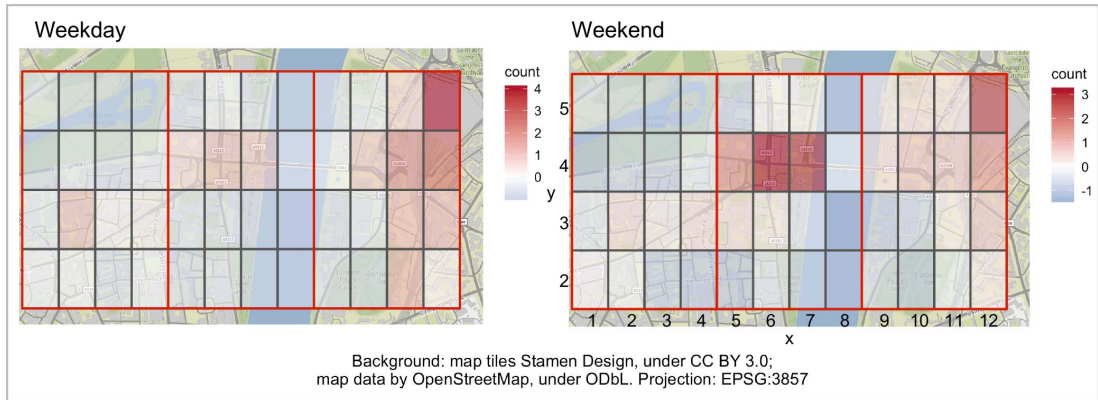 Weekday
Weekend
count
4
3
2
1
0
y
5
4
3
2
1 2 3 4 5 6 7 8 9 10 11 12
x
count
3
2
1
0
-1
Background: map tiles Stamen Design, under CC BY 3.0;
map data by OpenStreetMap, under ODbL. Projection: EPSG:3857